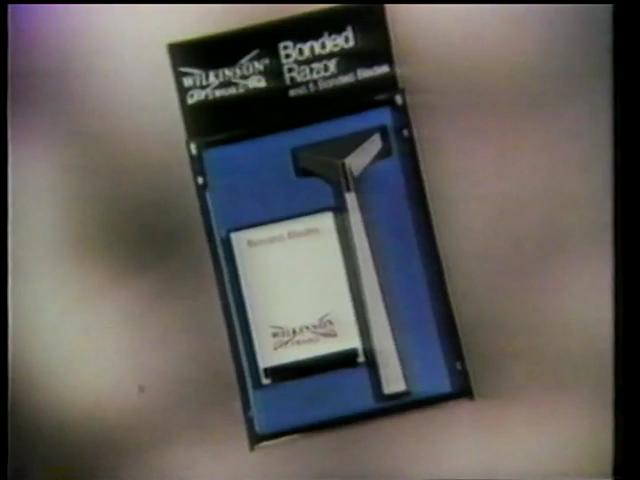 WILKINSON
SWORD
Bonded
Razor
and 5 Bonded Blades
Bonded Blades
WILKINSON
SWORD